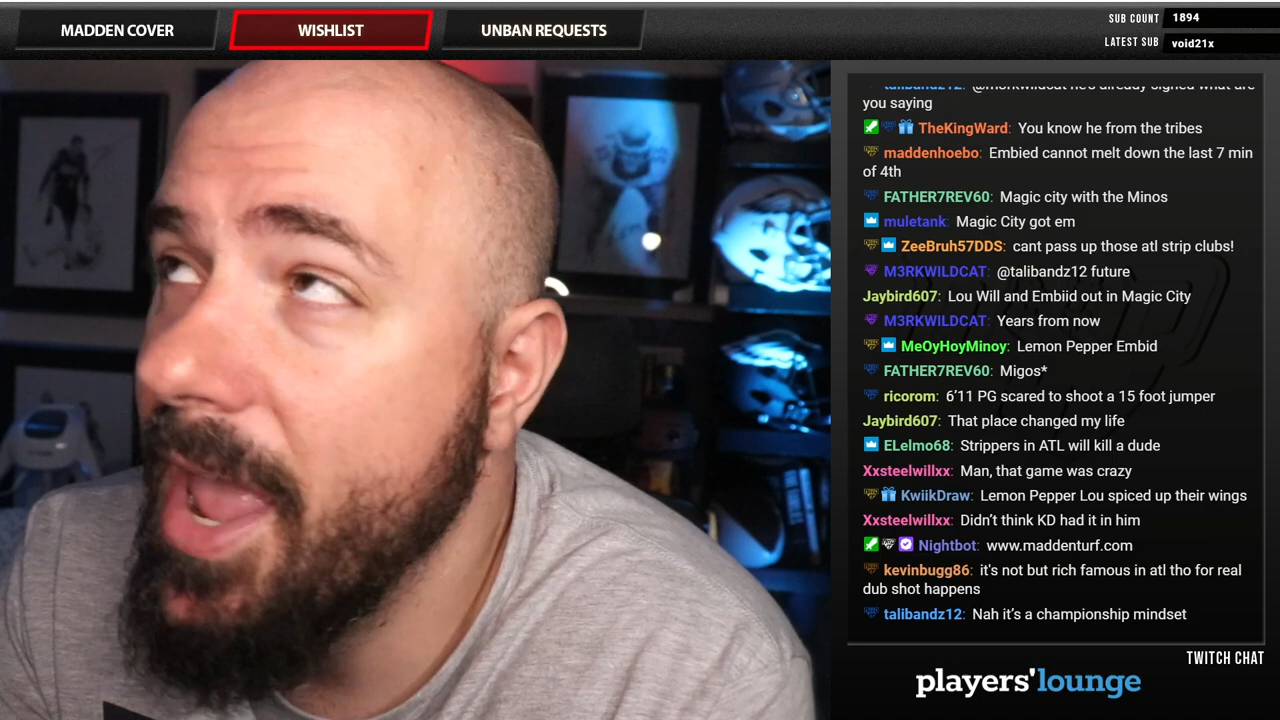 MADDEN COVER
WISHLIST
UNBAN REQUESTS
SUB COUNT 1894
LATEST SUB void21x
talibandz12: @m3rkwildcat he's already signed what are
you saying
TheKingWard: You know he from the tribes
maddenhoebo: Embied cannot melt down the last 7 min
of 4th
FATHER7REV60: Magic city with the Minos
muletank: Magic City got em
ZeeBruh57DDS: cant pass up those atl strip clubs!
M3RKWILDCAT: @talibandz12 future
Jaybird607: Lou Will and Embiid out in Magic City
M3RKWILDCAT: Years from now
MeOyHoyMinoy: Lemon Pepper Embid
FATHER7REV60: Migos*
ricorom: 6'11 PG scared to shoot a 15 foot jumper
Jaybird607: That place changed my life
ELelmo68: Strippers in ATL will kill a dude
Xxsteelwillxx: Man, that game was crazy
KwiikDraw: Lemon Pepper Lou spiced up their wings
Xxsteelwillxx: Didn't think KD had it in him
Nightbot: www.maddenturf.com
kevinbugg86: it's not but rich famous in atl tho for real
dub shot happens
talibandz12: Nah it's a championship mindset
TWITCH CHAT
players'lounge